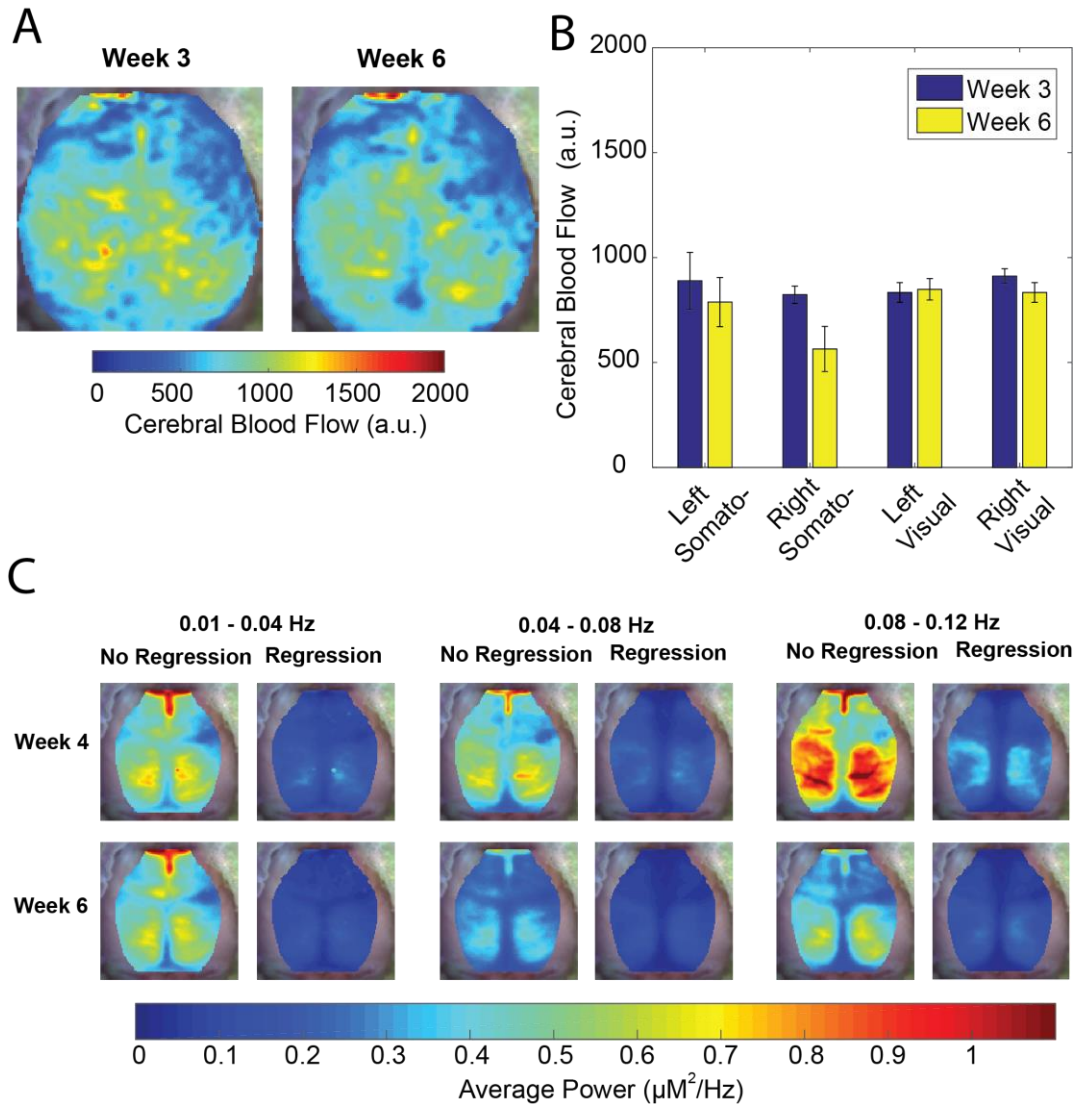 A
Week 3
Week 6
0 500 1000 1500 2000
Cerebral Blood Flow (a.u.)
B
2000
1500
1000
500
0
Cerebral Blood Flow (a.u.)
Week 3
Week 6
Left
Somato-
Right
Somato-
Left
Visual
Right
Visual
C
0.01 - 0.04 Hz
0.04 - 0.08 Hz
0.08 - 0.12 Hz
No Regression Regression
No Regression Regression
No Regression Regression
Week 4
Week 6
0 0.1 0.2 0.3 0.4 0.5 0.6 0.7 0.8 0.9 1
Average Power (µM²/Hz)